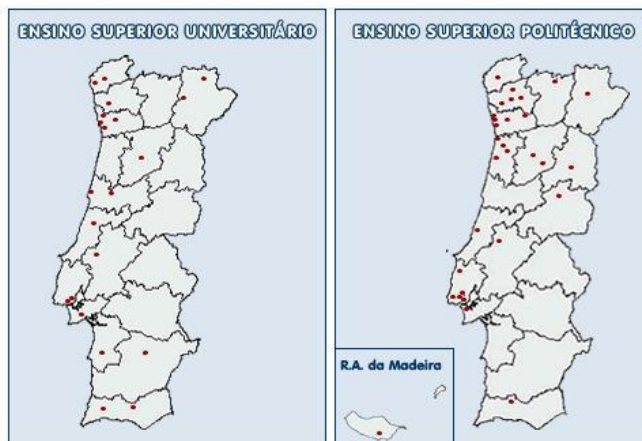 ENSINO SUPERIOR UNIVERSITÁRIO
ENSINO SUPERIOR POLITÉCNICO
R.A. da Madeira